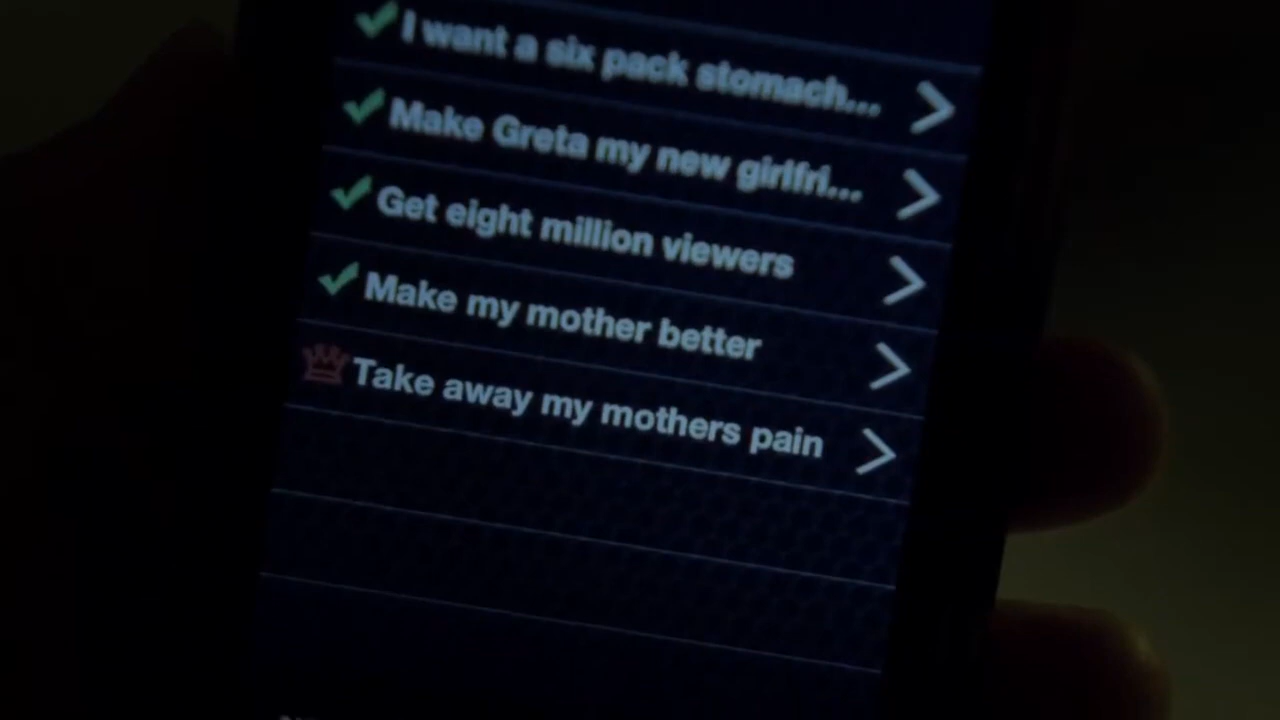 I want a six pack stomach...
Make Greta my new girlfri...
Get eight million viewers
Make my mother better
Take away my mothers pain